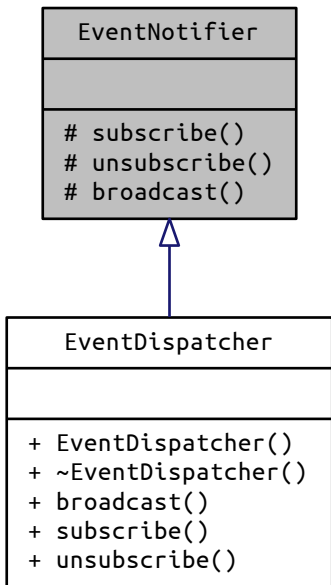 EventNotifier
# subscribe()
# unsubscribe()
# broadcast()
EventDispatcher
+ EventDispatcher()
+ ~EventDispatcher()
+ broadcast()
+ subscribe()
+ unsubscribe()